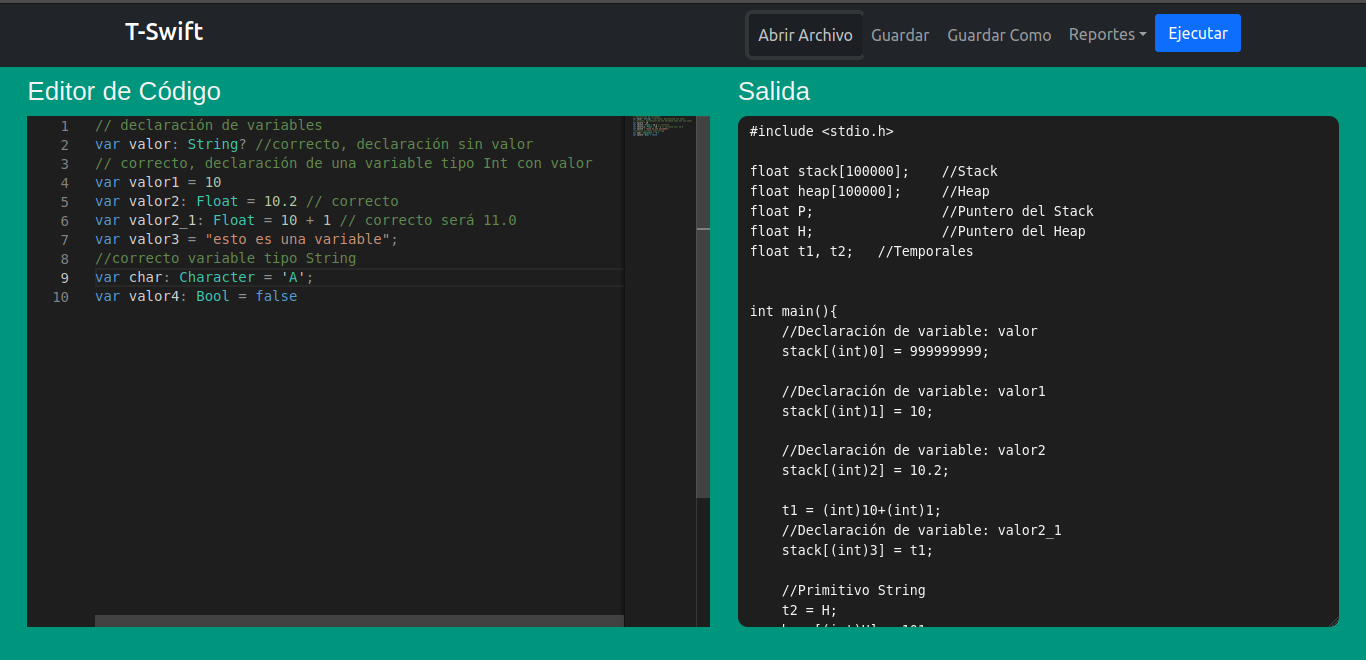 T-Swift
Abrir Archivo Guardar Guardar Como Reportes Ejecutar
Editor de Código
1 // declaración de variables
2 var valor: String? //correcto, declaración sin valor
3 // correcto, declaración de una variable tipo Int con valor
4 var valor1 = 10
5 var valor2: Float = 10.2 // correcto
6 var valor2_1: Float = 10 + 1 // correcto será 11.0
7 var valor3 = "esto es una variable";
8 //correcto variable tipo String
9 var char: Character = 'A';
10 var valor4: Bool = false
Salida
#include <stdio.h>
float stack[100000]; //Stack
float heap[100000]; //Heap
float P; //Puntero del Stack
float H; //Puntero del Heap
float t1, t2; //Temporales
int main(){
//Declaración de variable: valor
stack[(int)0] = 999999999;
//Declaración de variable: valor1
stack[(int)1] = 10;
//Declaración de variable: valor2
stack[(int)2] = 10.2;
t1 = (int)10+(int)1;
//Declaración de variable: valor2_1
stack[(int)3] = t1;
//Primitivo String
t2 = H;